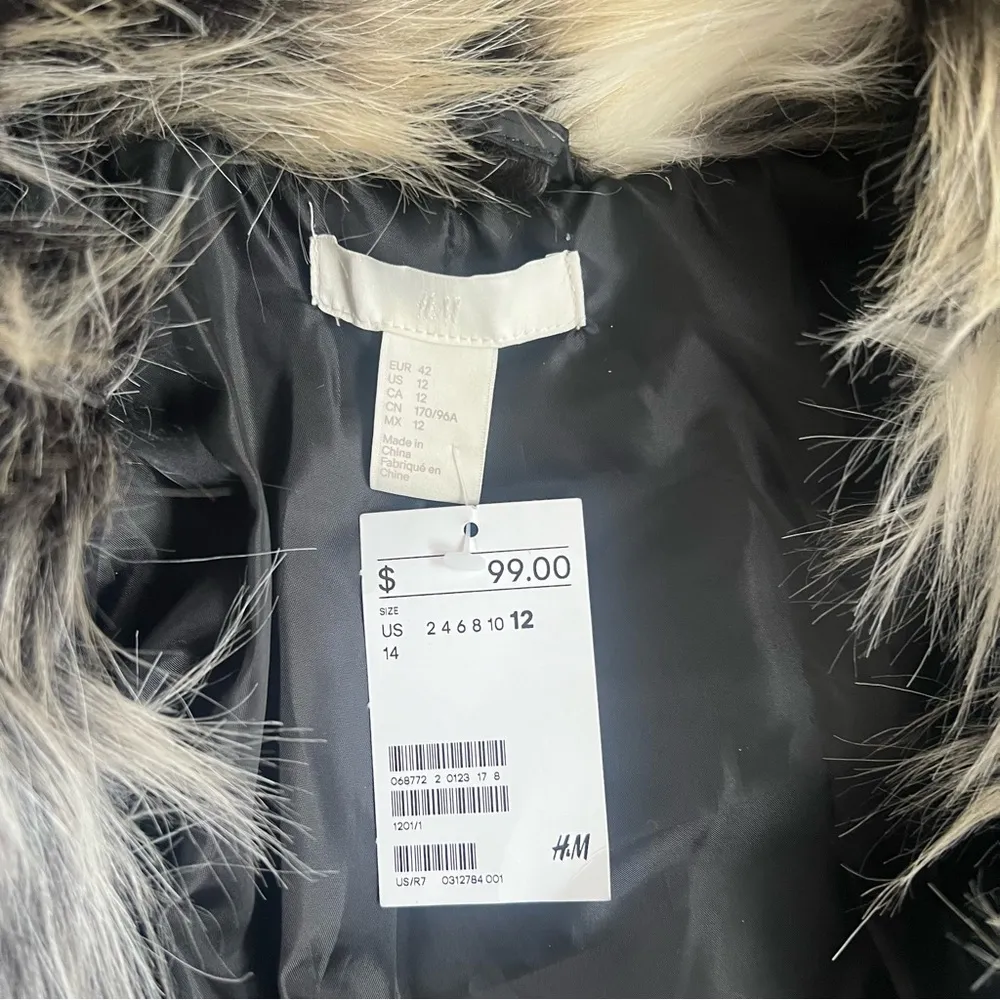 H&M
EUR 42
US 12
CA 12
CN 170/96A
MX 12
Made in
China
Fabriqué en
Chine
$ 99.00
SIZE
US 2 4 6 8 10 12
14
068772 2 0123 17 8
1201/1
H&M
US/R7 0312784 001